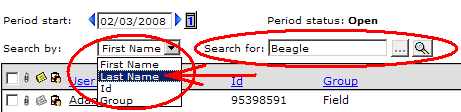 Period start: 02/03/2008 1 Period status: Open
Search by: First Name Search for: Beagle ...
First Name
Last Name
Id
Group
User Id Group
Adam 95398591 Field